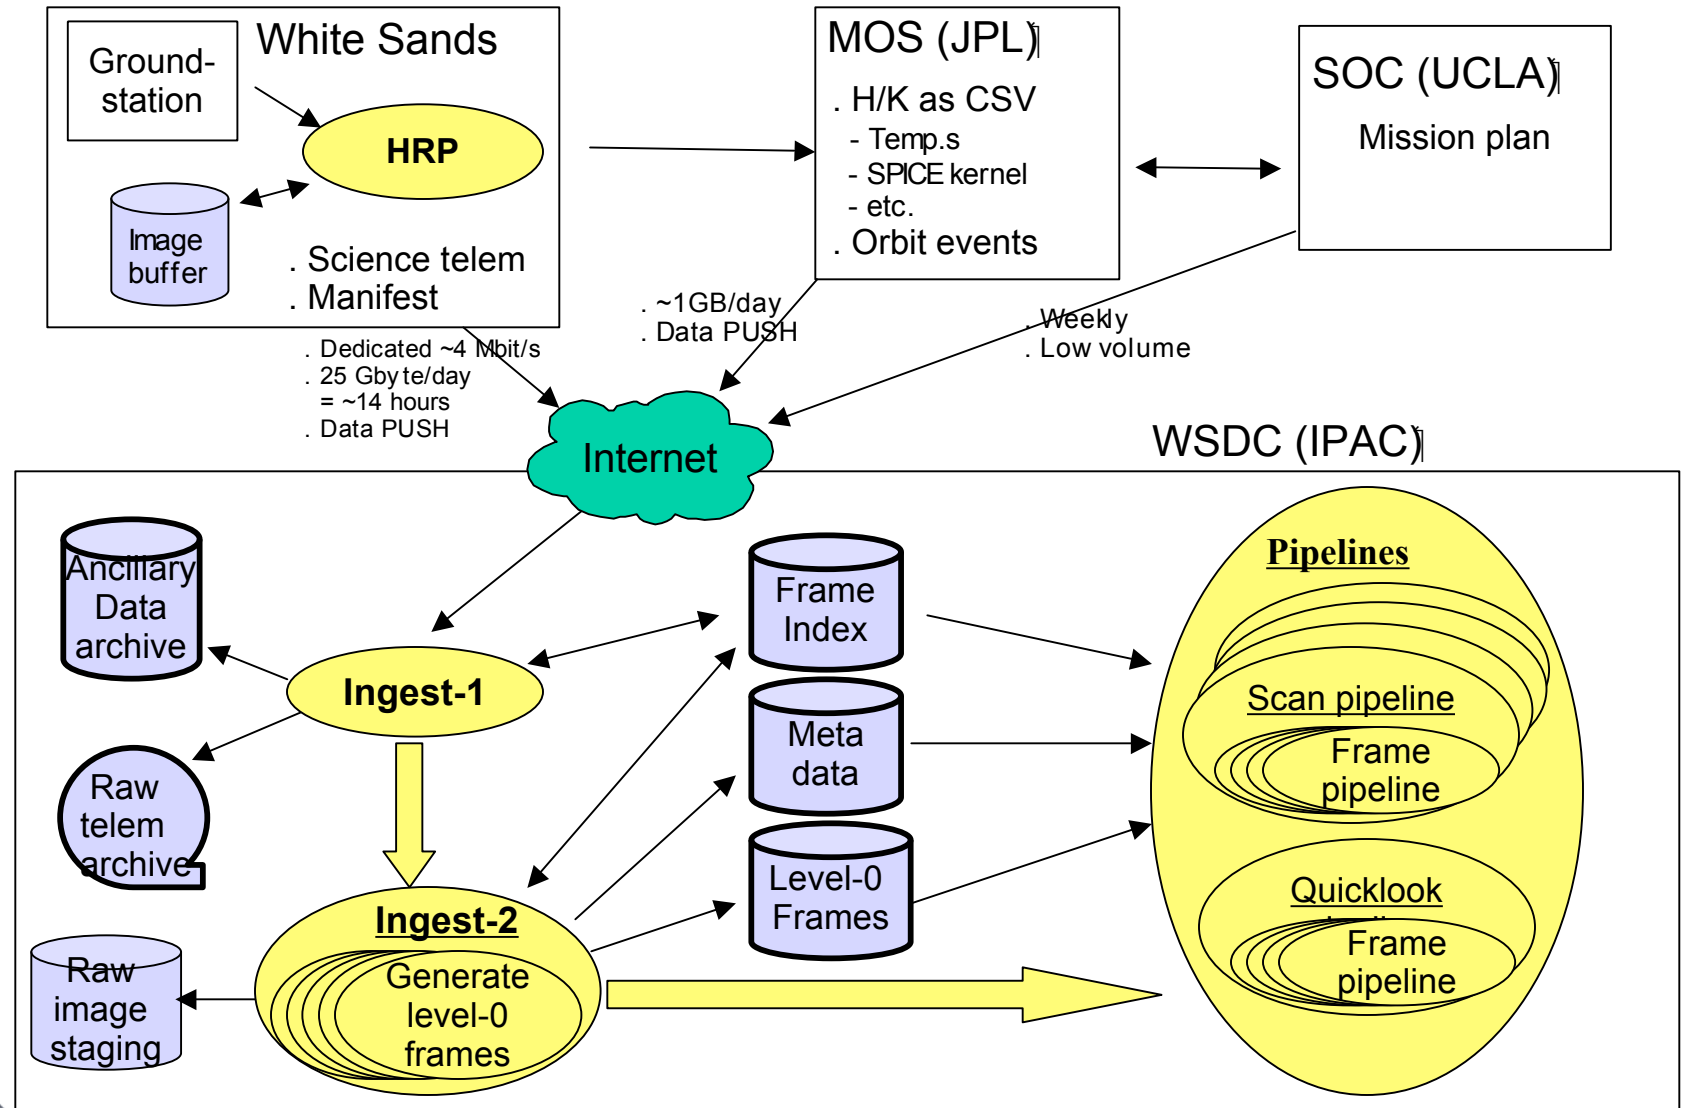 White Sands
Ground-
station
HRP
Image
buffer
. Science telem
. Manifest
MOS (JPL)
. H/K as CSV
- Temp.s
- SPICE kernel
- etc.
. Orbit events
SOC (UCLA)
Mission plan
. Dedicated ~4 Mbit/s
. 25 Gbyte/day
= ~14 hours
. Data PUSH
. ~1GB/day
. Data PUSH
. Weekly
. Low volume
Internet
WSDC (IPAC)
Ancillary
Data
archive
Ingest-1
Raw
telem
archive
Ingest-2
Generate
level-0
frames
Raw
image
staging
Frame
Index
Meta
data
Level-0
Frames
Pipelines
Scan pipeline
Frame
pipeline
Quicklook
Frame
pipeline